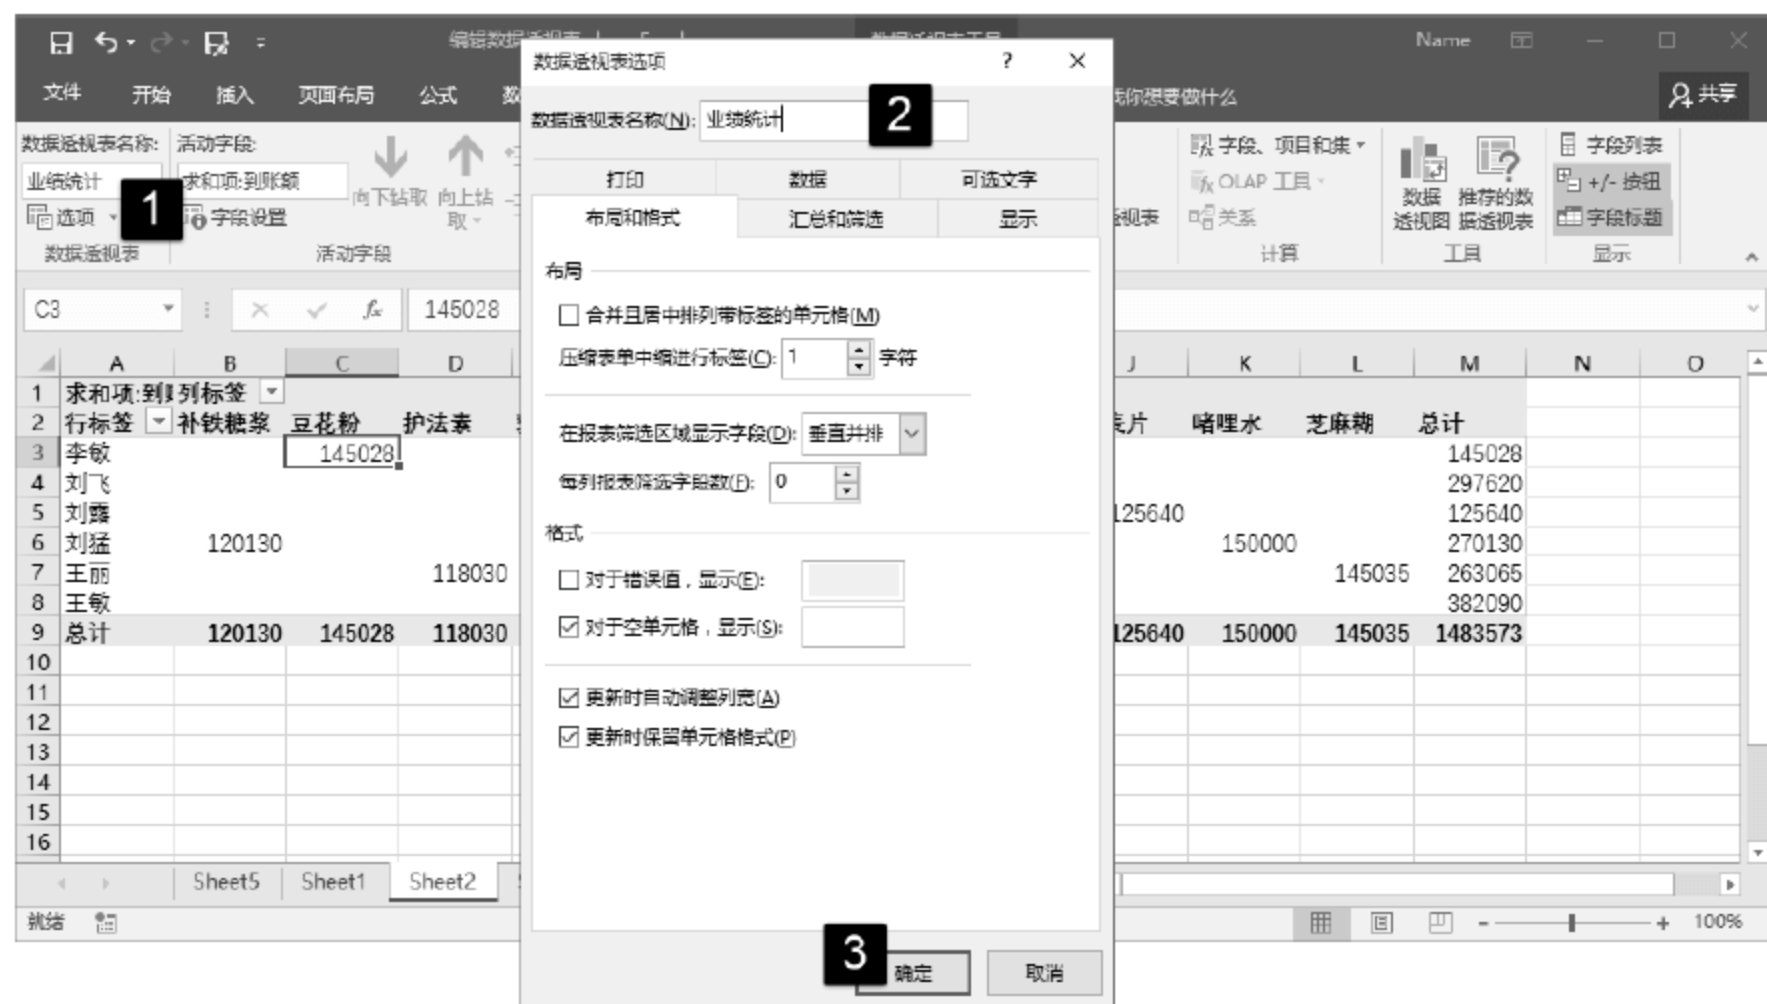 Name
文件 开始 插入 页面布局 公式
你想要做什么
共享
数据透视表名称:
业绩统计
选项
数据透视表
活动字段:
求和项:到账额
字段设置
向下钻取 向上钻取
活动字段
1
字段、项目和集
OLAP 工具
关系
计算
数据透视图
推荐的数据透视表
工具
字段列表
+/- 按钮
字段标题
显示
C3
fx
145028
数据透视表选项
?
数据透视表名称(N): 业绩统计
2
打印 数据 可选文字
布局和格式 汇总和筛选 显示
布局
合并且居中排列带标签的单元格(M)
压缩表单中缩进行标签(C): 1 字符
在报表筛选区域显示字段(D): 垂直并排
每列报表筛选字段数(F): 0
格式
对于错误值，显示(E):
对于空单元格，显示(S):
更新时自动调整列宽(A)
更新时保留单元格格式(P)
3
确定 取消
A B C D J K L M N O
1 求和项:到 列标签
2 行标签 补铁糖浆 豆花粉 护法素 片 啫哩水 芝麻糊 总计
3 李敏 145028 145028
4 刘飞 297620
5 刘露 125640 125640
6 刘猛 120130 150000 270130
7 王丽 118030 145035 263065
8 王敏 382090
9 总计 120130 145028 118030 125640 150000 145035 1483573
10
11
12
13
14
15
16
Sheet5 Sheet1 Sheet2
就绪
100%